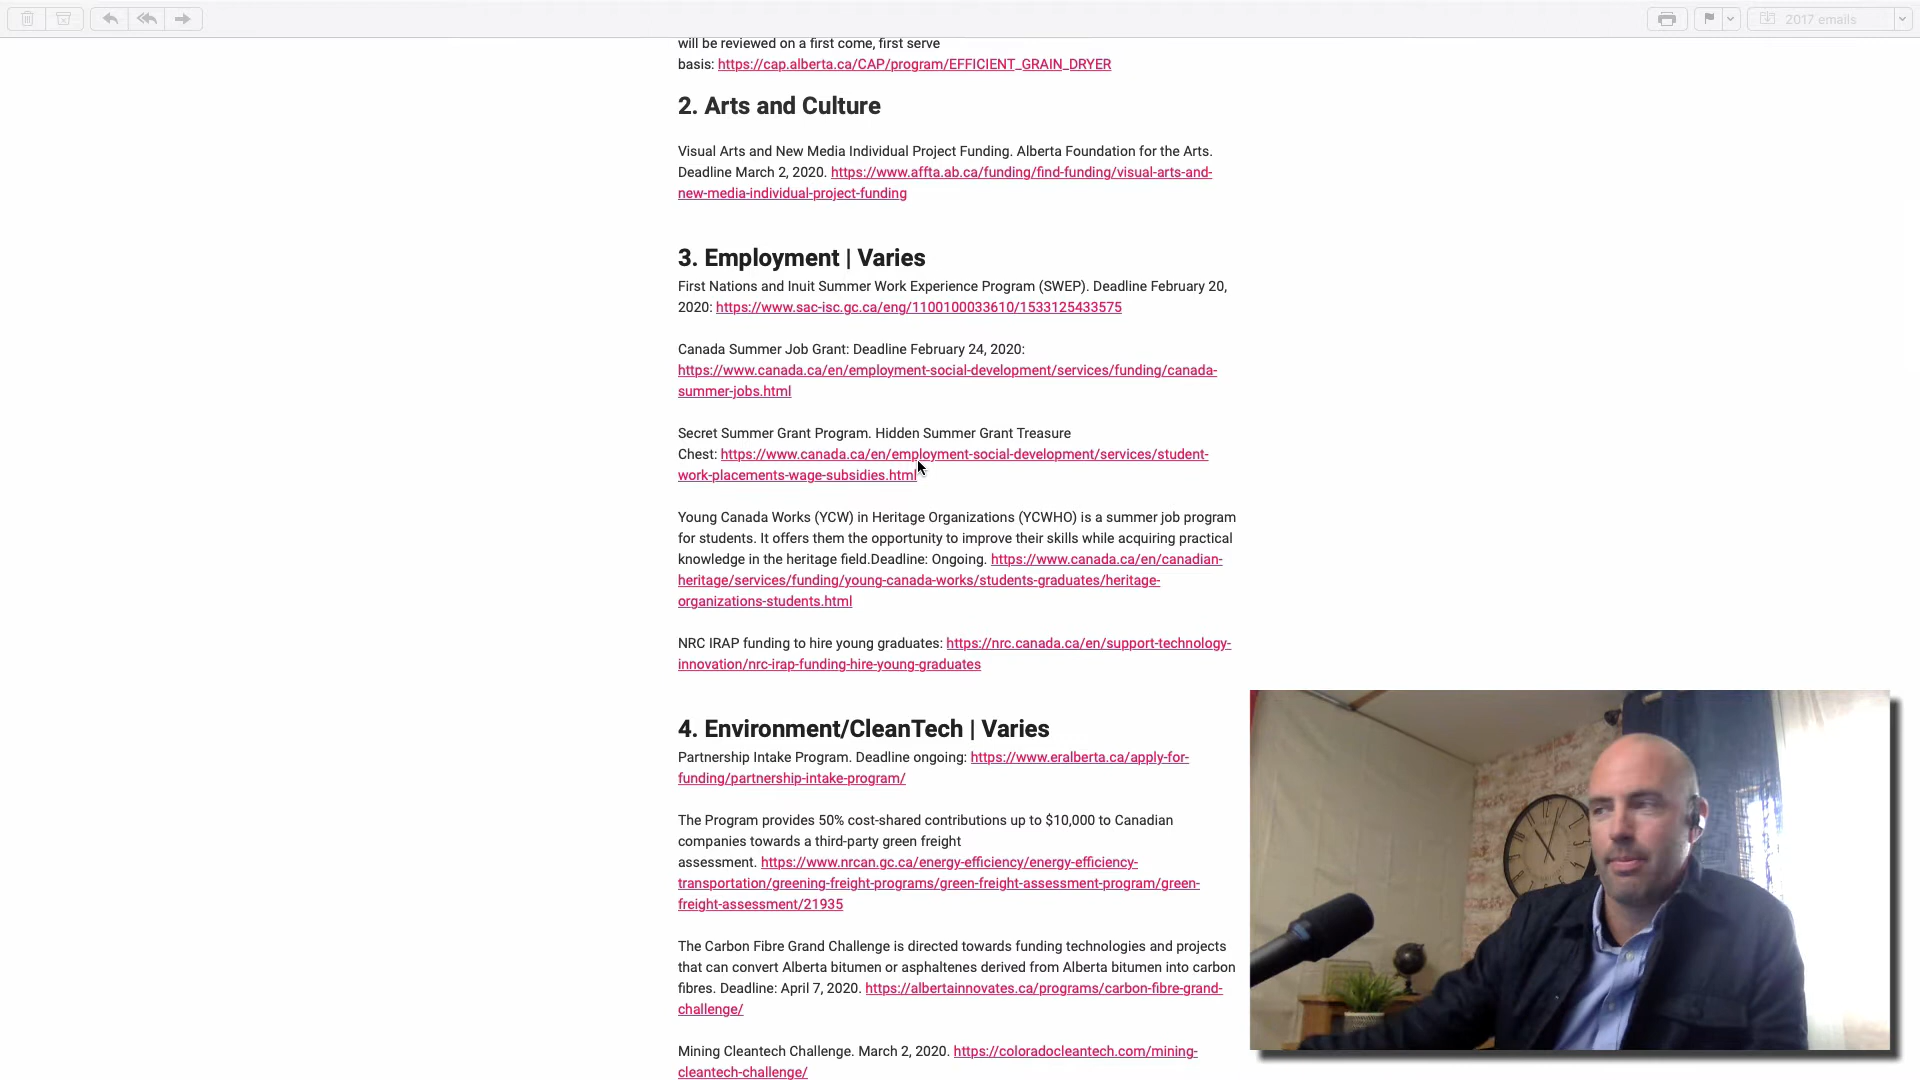 2017 emails
will be reviewed on a first come, first serve
basis: https://cap.alberta.ca/CAP/program/EFFICIENT_GRAIN_DRYER
2. Arts and Culture
Visual Arts and New Media Individual Project Funding. Alberta Foundation for the Arts.
Deadline March 2, 2020. https://www.affta.ab.ca/funding/find-funding/visual-arts-and-
new-media-individual-project-funding
3. Employment | Varies
First Nations and Inuit Summer Work Experience Program (SWEP). Deadline February 20,
2020: https://www.sac-isc.gc.ca/eng/1100100033610/1533125433575
Canada Summer Job Grant: Deadline February 24, 2020:
https://www.canada.ca/en/employment-social-development/services/funding/canada-
summer-jobs.html
Secret Summer Grant Program. Hidden Summer Grant Treasure
Chest: https://www.canada.ca/en/employment-social-development/services/student-
work-placements-wage-subsidies.html
Young Canada Works (YCW) in Heritage Organizations (YCWHO) is a summer job program
for students. It offers them the opportunity to improve their skills while acquiring practical
knowledge in the heritage field.Deadline: Ongoing. https://www.canada.ca/en/canadian-
heritage/services/funding/young-canada-works/students-graduates/heritage-
organizations-students.html
NRC IRAP funding to hire young graduates: https://nrc.canada.ca/en/support-technology-
innovation/nrc-irap-funding-hire-young-graduates
4. Environment/CleanTech | Varies
Partnership Intake Program. Deadline ongoing: https://www.eralberta.ca/apply-for-
funding/partnership-intake-program/
The Program provides 50% cost-shared contributions up to $10,000 to Canadian
companies towards a third-party green freight
assessment. https://www.nrcan.gc.ca/energy-efficiency/energy-efficiency-
transportation/greening-freight-programs/green-freight-assessment-program/green-
freight-assessment/21935
The Carbon Fibre Grand Challenge is directed towards funding technologies and projects
that can convert Alberta bitumen or asphaltenes derived from Alberta bitumen into carbon
fibres. Deadline: April 7, 2020. https://albertainnovates.ca/programs/carbon-fibre-grand-
challenge/
Mining Cleantech Challenge. March 2, 2020. https://coloradocleantech.com/mining-
cleantech-challenge/